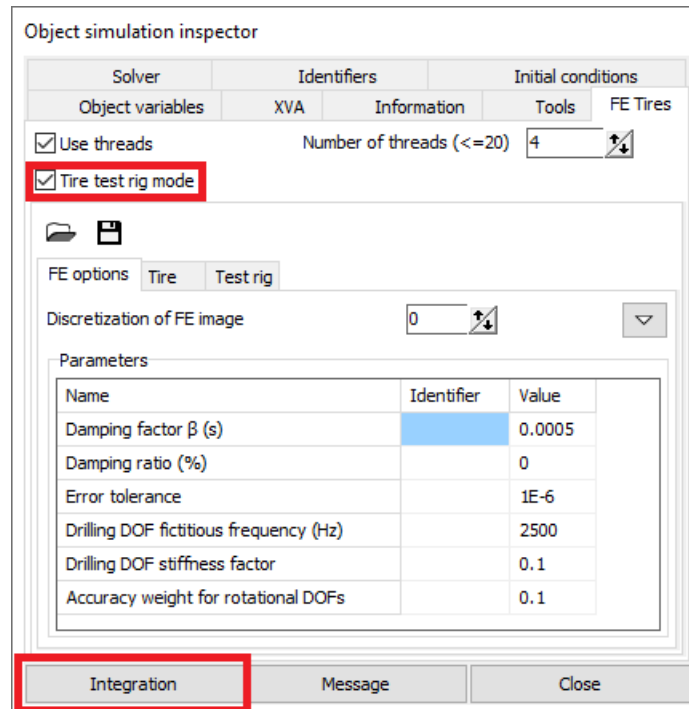 Object simulation inspector
Solver Identifiers Initial conditions
Object variables XVA Information Tools FE Tires
Use threads Number of threads (<=20) 4
Tire test rig mode
FE options Tire Test rig
Discretization of FE image 0
Parameters
Name Identifier Value
Damping factor β (s) 0.0005
Damping ratio (%) 0
Error tolerance 1E-6
Drilling DOF fictitious frequency (Hz) 2500
Drilling DOF stiffness factor 0.1
Accuracy weight for rotational DOFs 0.1
Integration Message Close